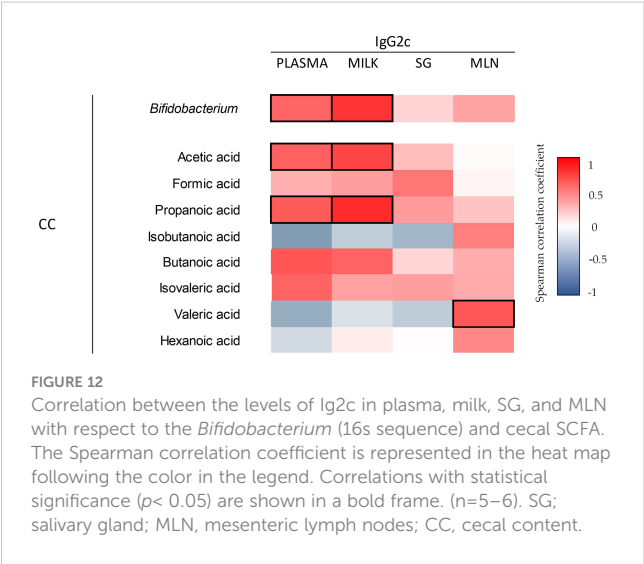 IgG2c
PLASMA MILK SG MLN
Bifidobacterium
Acetic acid
Formic acid
Propanoic acid
CC
Isobutanoic acid
Butanoic acid
Isovaleric acid
Valeric acid
Hexanoic acid
Spearman correlation coefficient
1
0.5
0
-0.5
-1
FIGURE 12
Correlation between the levels of Ig2c in plasma, milk, SG, and MLN
with respect to the Bifidobacterium (16s sequence) and cecal SCFA.
The Spearman correlation coefficient is represented in the heat map
following the color in the legend. Correlations with statistical
significance (p< 0.05) are shown in a bold frame. (n=5–6). SG;
salivary gland; MLN, mesenteric lymph nodes; CC, cecal content.